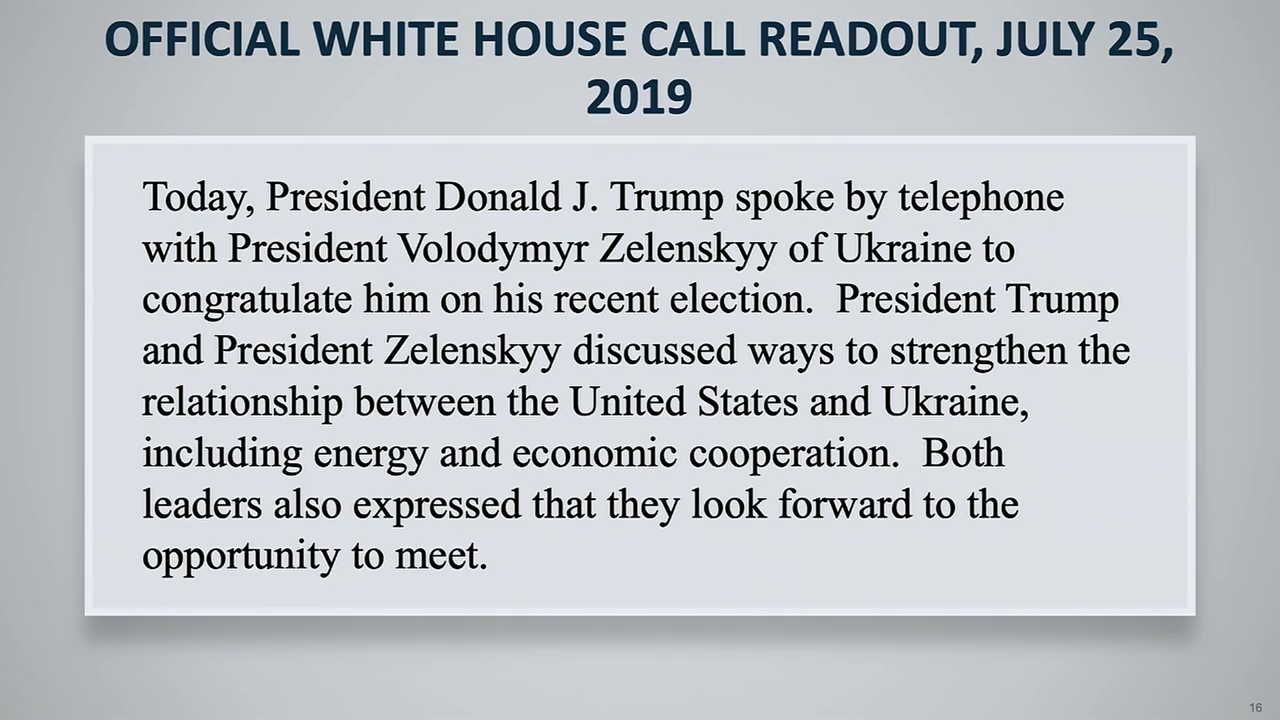 OFFICIAL WHITE HOUSE CALL READOUT, JULY 25,
2019
Today, President Donald J. Trump spoke by telephone
with President Volodymyr Zelenskyy of Ukraine to
congratulate him on his recent election.  President Trump
and President Zelenskyy discussed ways to strengthen the
relationship between the United States and Ukraine,
including energy and economic cooperation.  Both
leaders also expressed that they look forward to the
opportunity to meet.
16